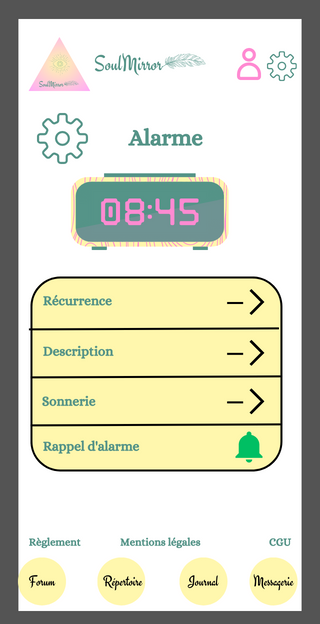 SoulMirror
SoulMirror
Alarme
08:45
Récurrence
Description
Sonnerie
Rappel d'alarme
Règlement Mentions légales CGU
Forum Répertoire Journal Messagerie